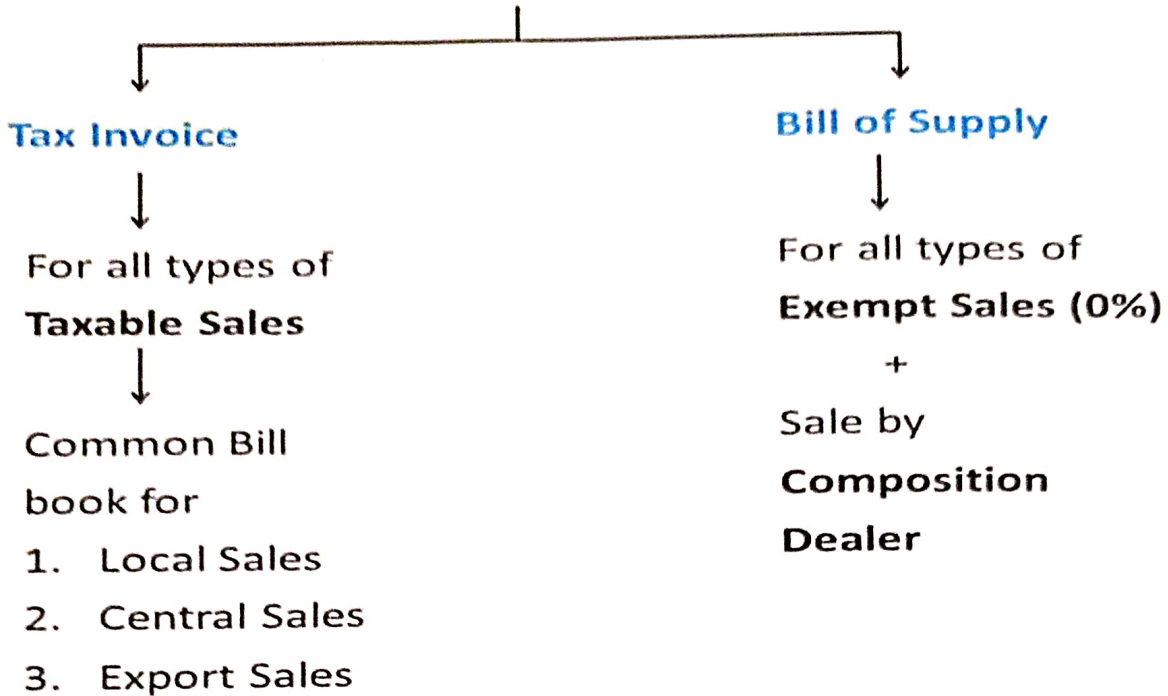 Tax Invoice
For all types of
Taxable Sales
Common Bill
book for
1. Local Sales
2. Central Sales
3. Export Sales
Bill of Supply
For all types of
Exempt Sales (0%)
+
Sale by
Composition
Dealer